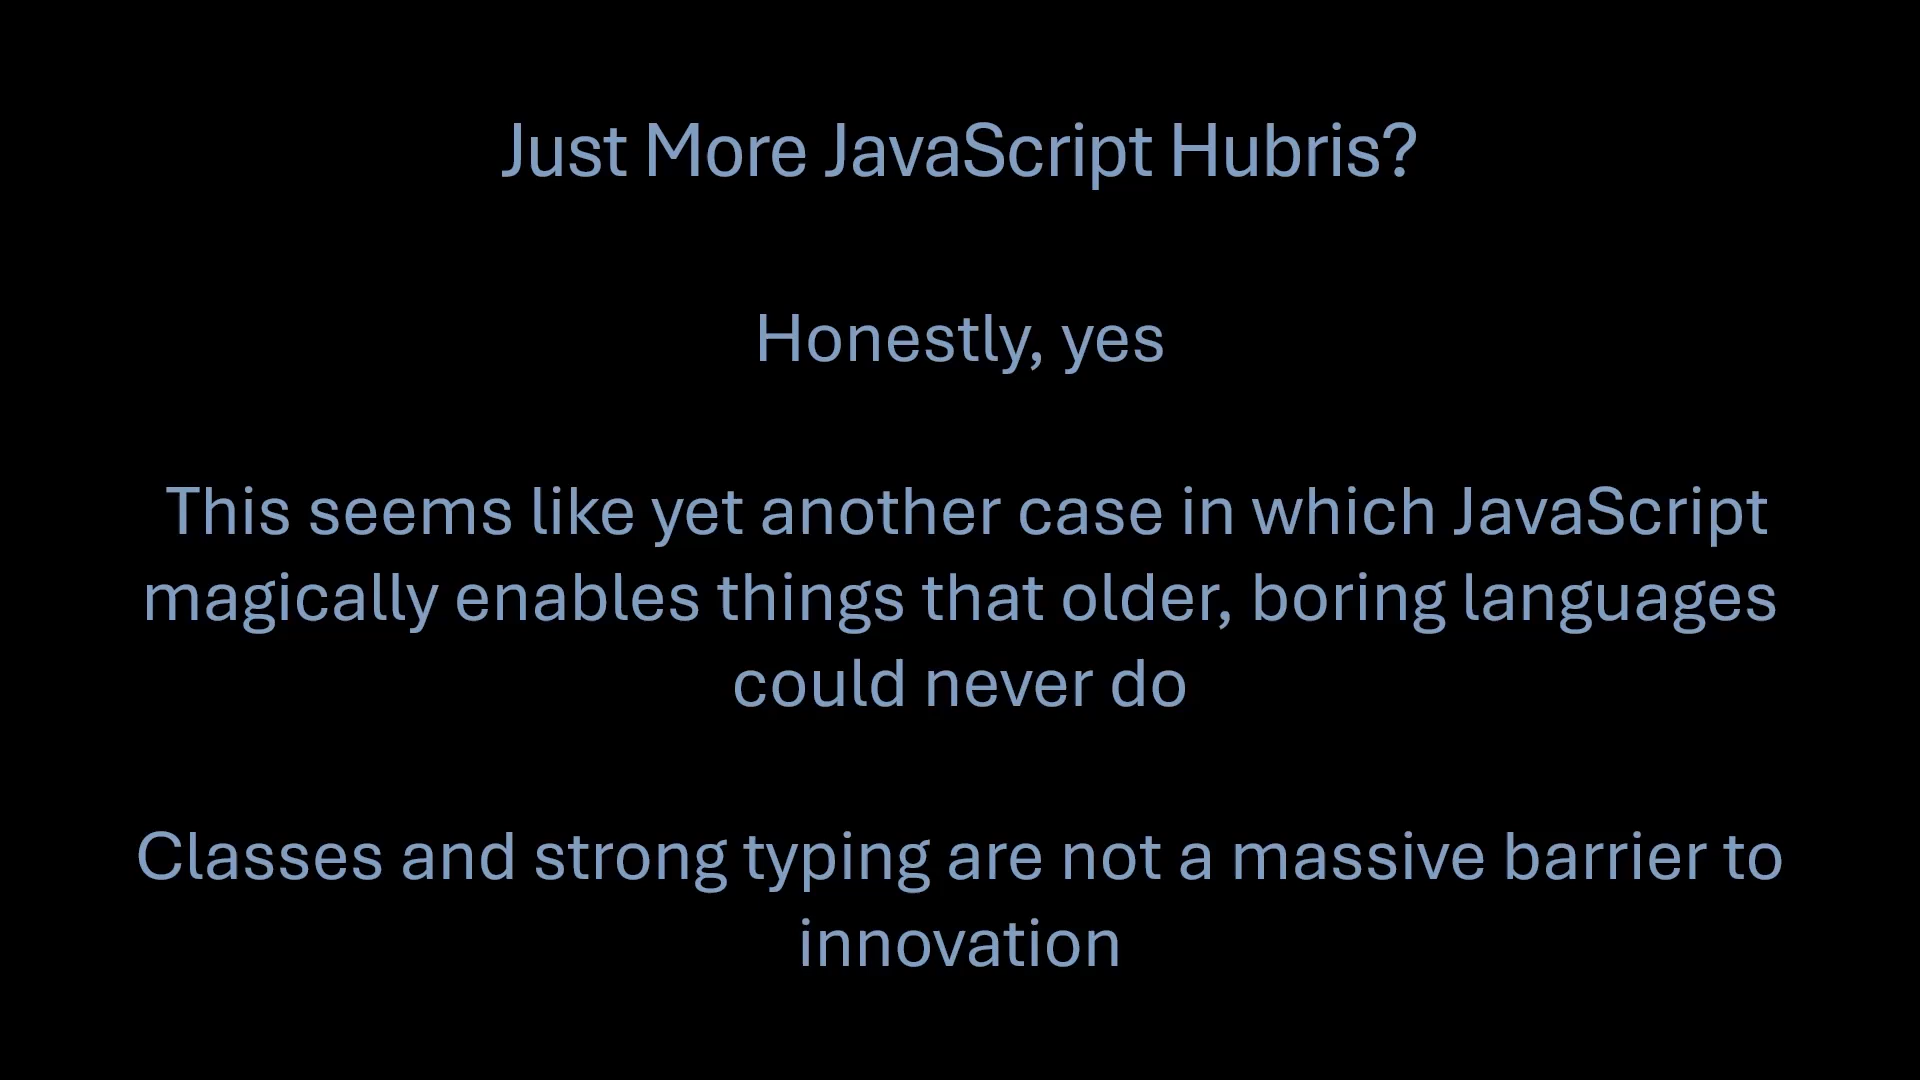 Just More JavaScript Hubris?
Honestly, yes
This seems like yet another case in which JavaScript
magically enables things that older, boring languages
could never do
Classes and strong typing are not a massive barrier to
innovation